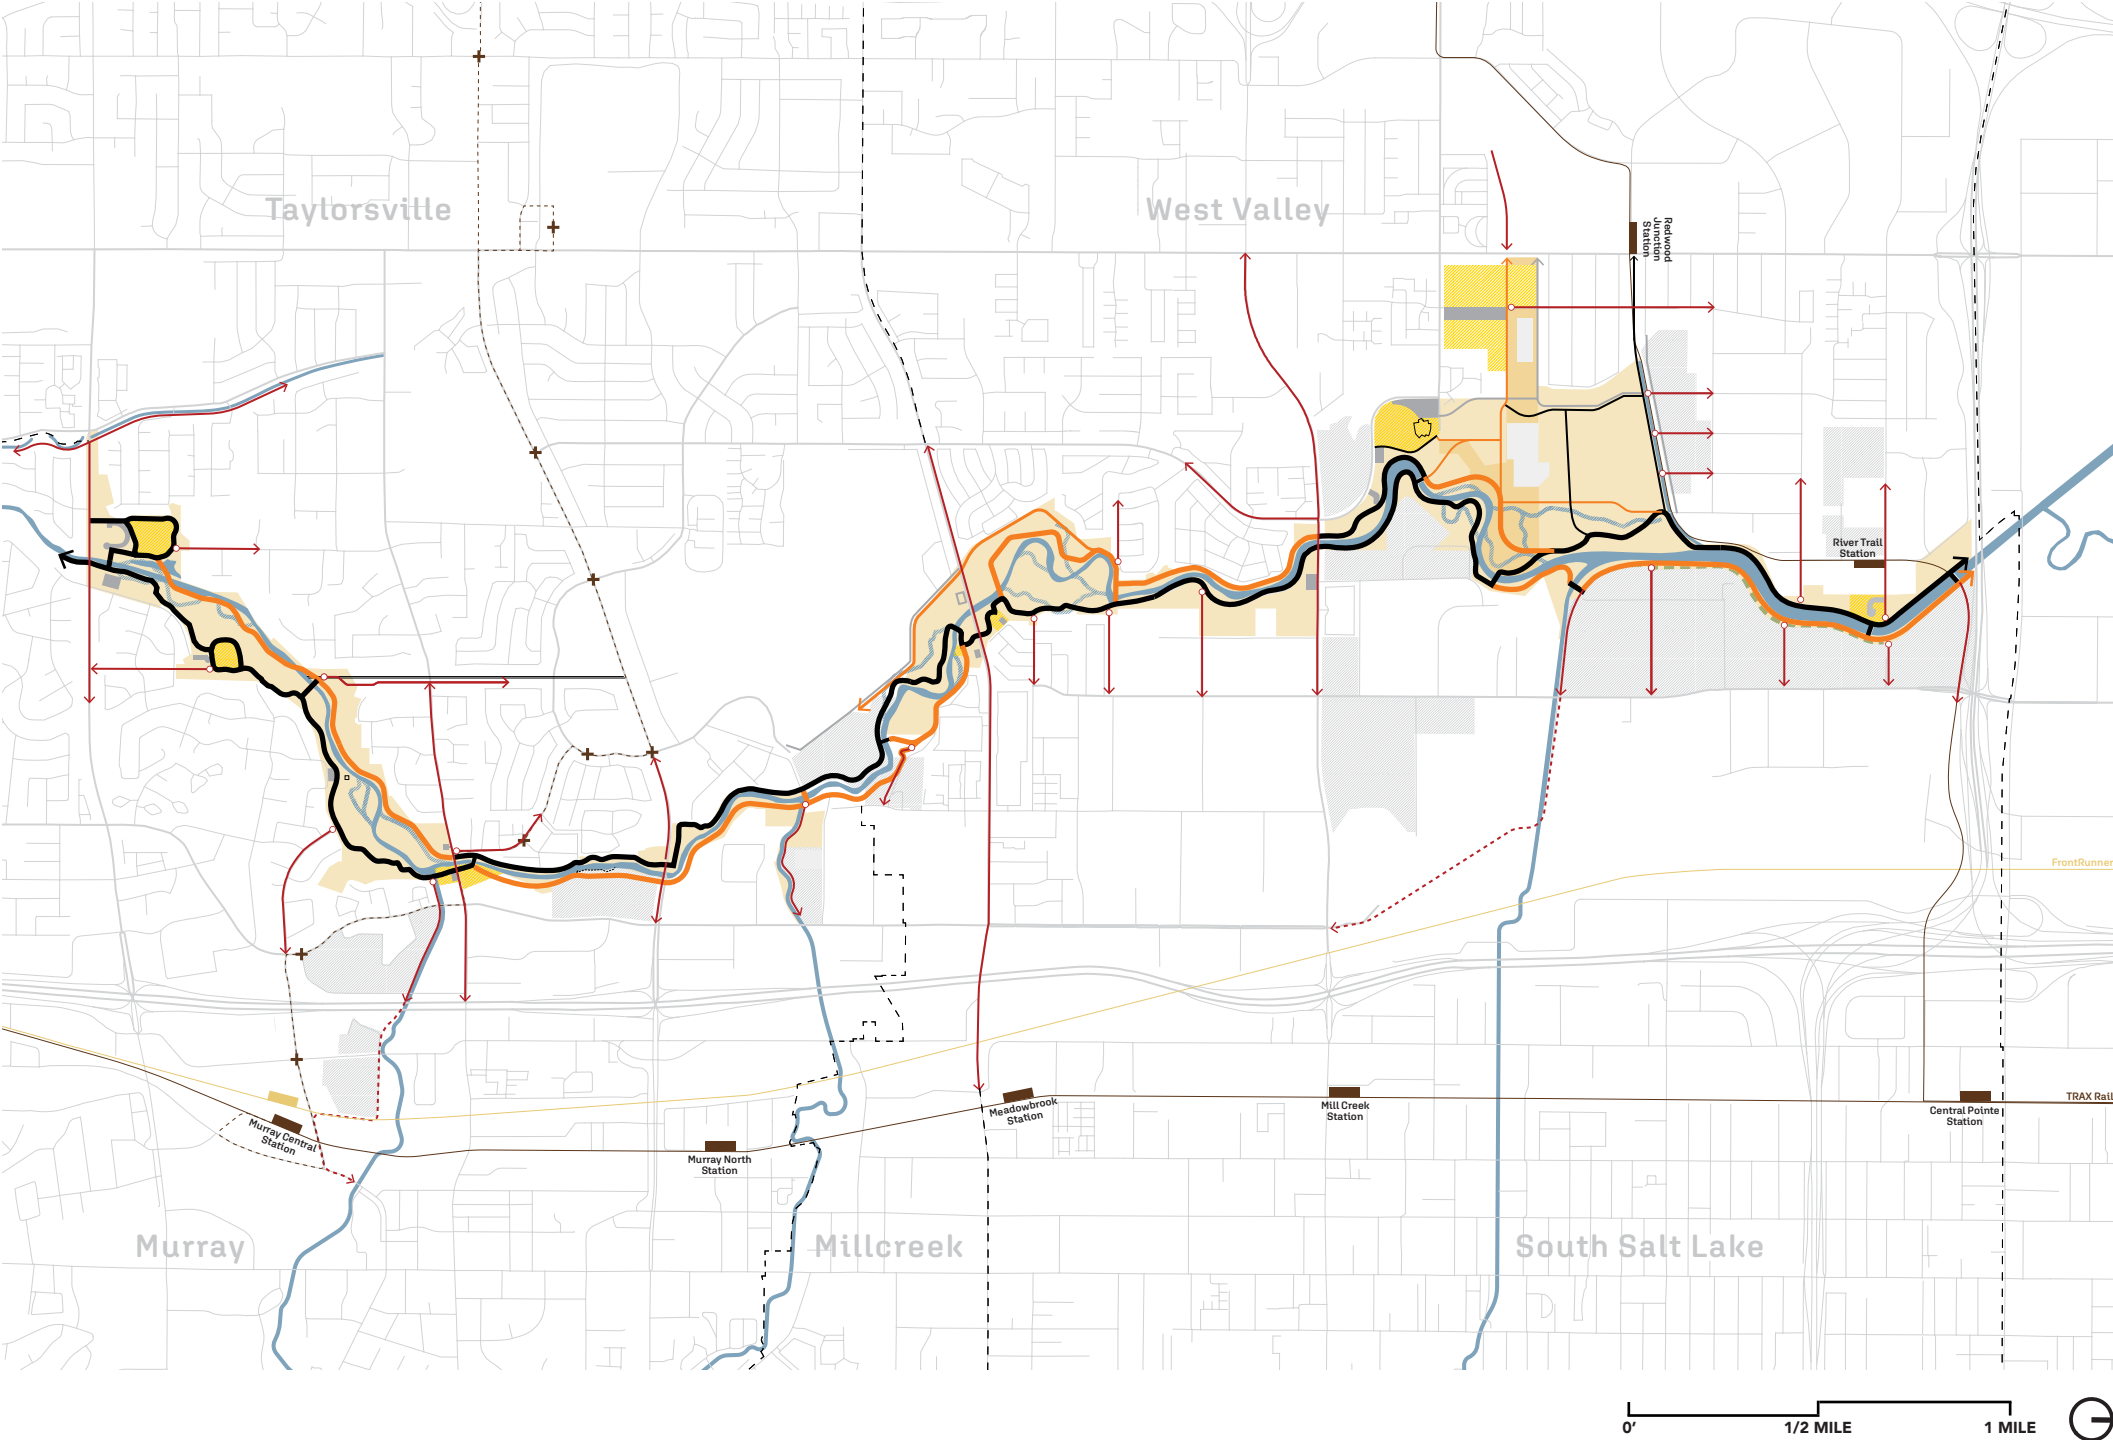 Taylorsville
West Valley
Redwood
Junction
Station
River Trail
Station
FrontRunner
Meadowbrook
Station
Mill Creek
Station
Central Pointe
Station
TRAX Rail
Murray Central
Station
Murray North
Station
Murray
Millcreek
South Salt Lake
0'
1/2 MILE
1 MILE